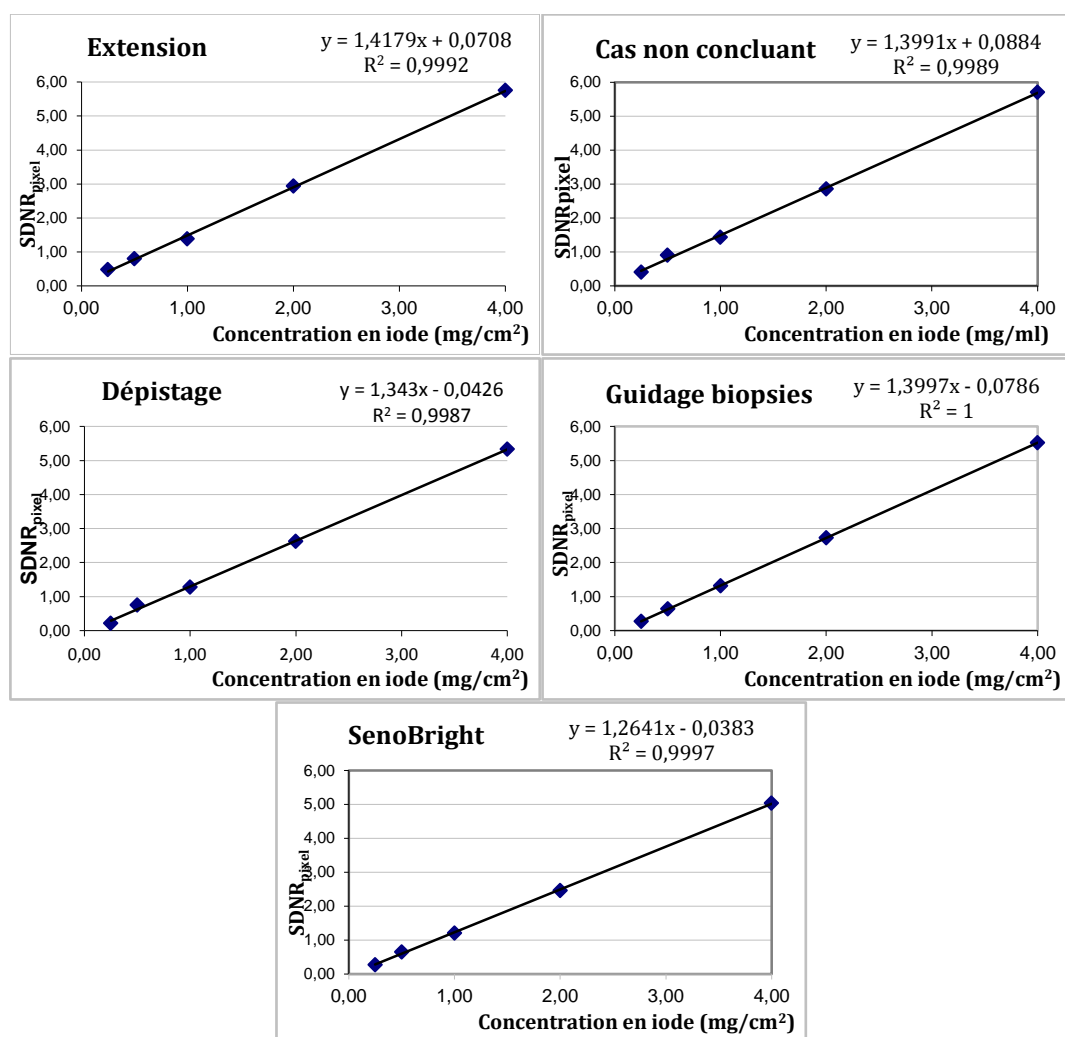 Extension
y = 1,4179x + 0,0708
R² = 0,9992
6,00
5,00
4,00
3,00
2,00
1,00
0,00
SDNRpixel
0,00 1,00 2,00 3,00 4,00
Concentration en iode (mg/cm²)
Cas non concluant
y = 1,3991x + 0,0884
R² = 0,9989
6,00
5,00
4,00
3,00
2,00
1,00
0,00
SDNRpixel
0,00 1,00 2,00 3,00 4,00
Concentration en iode (mg/ml)
Dépistage
y = 1,343x - 0,0426
R² = 0,9987
6,00
5,00
4,00
3,00
2,00
1,00
0,00
SDNRpixel
0,00 1,00 2,00 3,00 4,00
Concentration en iode (mg/cm²)
Guidage biopsies
y = 1,3997x - 0,0786
R² = 1
6,00
5,00
4,00
3,00
2,00
1,00
0,00
SDNRpixel
0,00 1,00 2,00 3,00 4,00
Concentration en iode (mg/cm²)
SenoBright
y = 1,2641x - 0,0383
R² = 0,9997
6,00
5,00
4,00
3,00
2,00
1,00
0,00
SDNRpixel
0,00 1,00 2,00 3,00 4,00
Concentration en iode (mg/cm²)